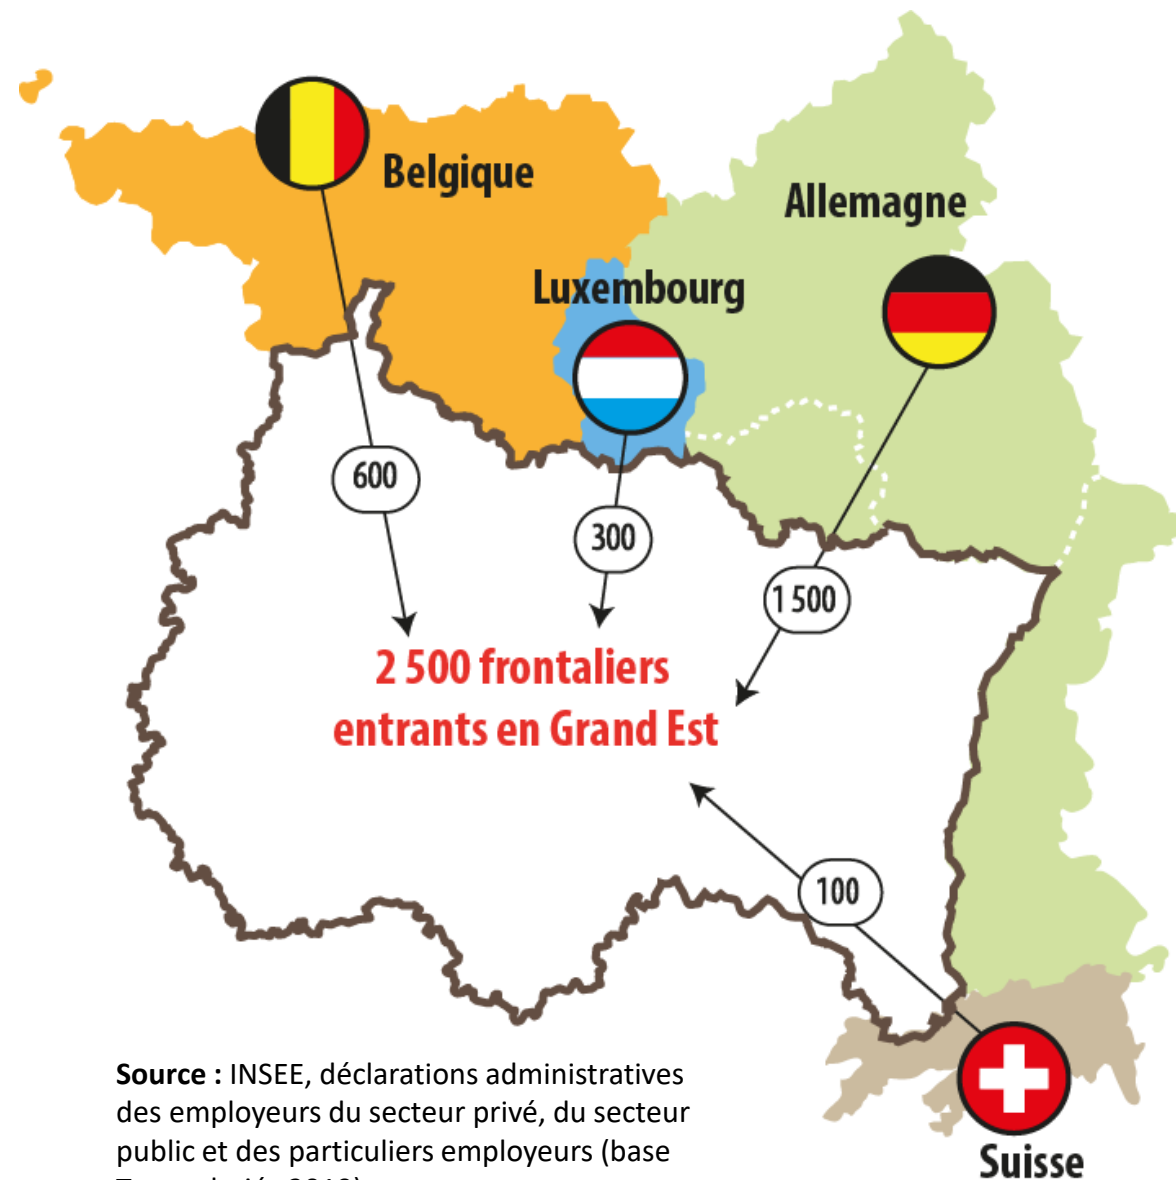 Belgique
Allemagne
Luxembourg
600
300
1 500
2 500 frontaliers
entrants en Grand Est
100
Source : INSEE, déclarations administratives
des employeurs du secteur privé, du secteur
public et des particuliers employeurs (base
Suisse